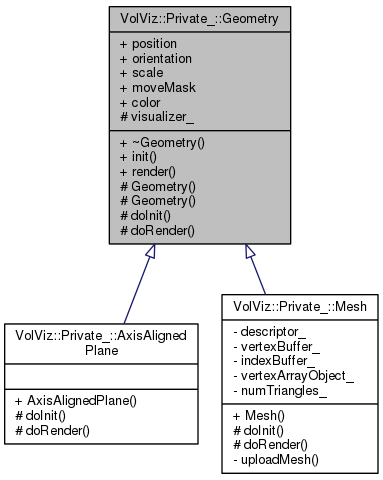 VolViz::Private_::Geometry
+ position
+ orientation
+ scale
+ moveMask
+ color
# visualizer_
+ ~Geometry()
+ init()
+ render()
# Geometry()
# Geometry()
# doInit()
# doRender()
VolViz::Private_::AxisAligned
Plane
+ AxisAlignedPlane()
# doInit()
# doRender()
VolViz::Private_::Mesh
- descriptor_
- vertexBuffer_
- indexBuffer_
- vertexArrayObject_
- numTriangles_
+ Mesh()
# doInit()
# doRender()
- uploadMesh()